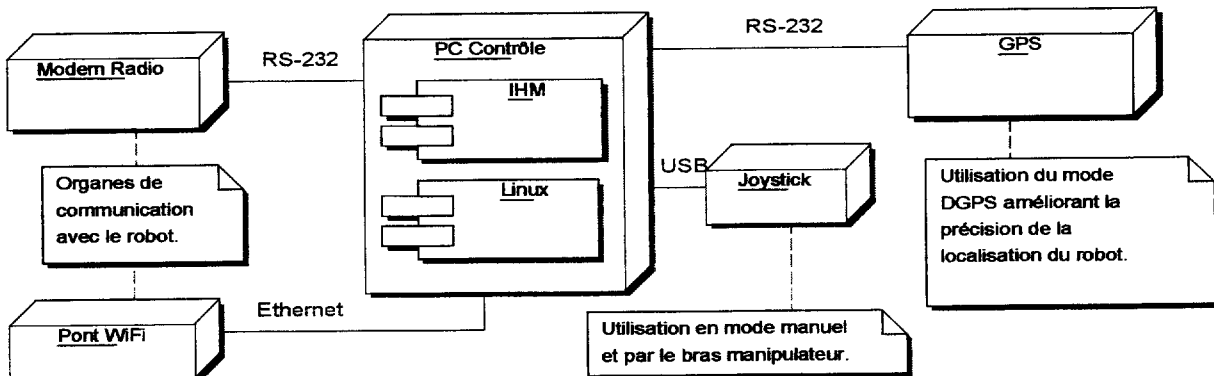 Modem Radio
RS-232
PC Contrôle
IHM
Linux
RS-232
GPS
USB
Joystick
Organes de
communication
avec le robot.
Utilisation du mode
DGPS améliorant la
précision de la
localisation du robot.
Pont WiFi
Ethernet
Utilisation en mode manuel
et par le bras manipulateur.